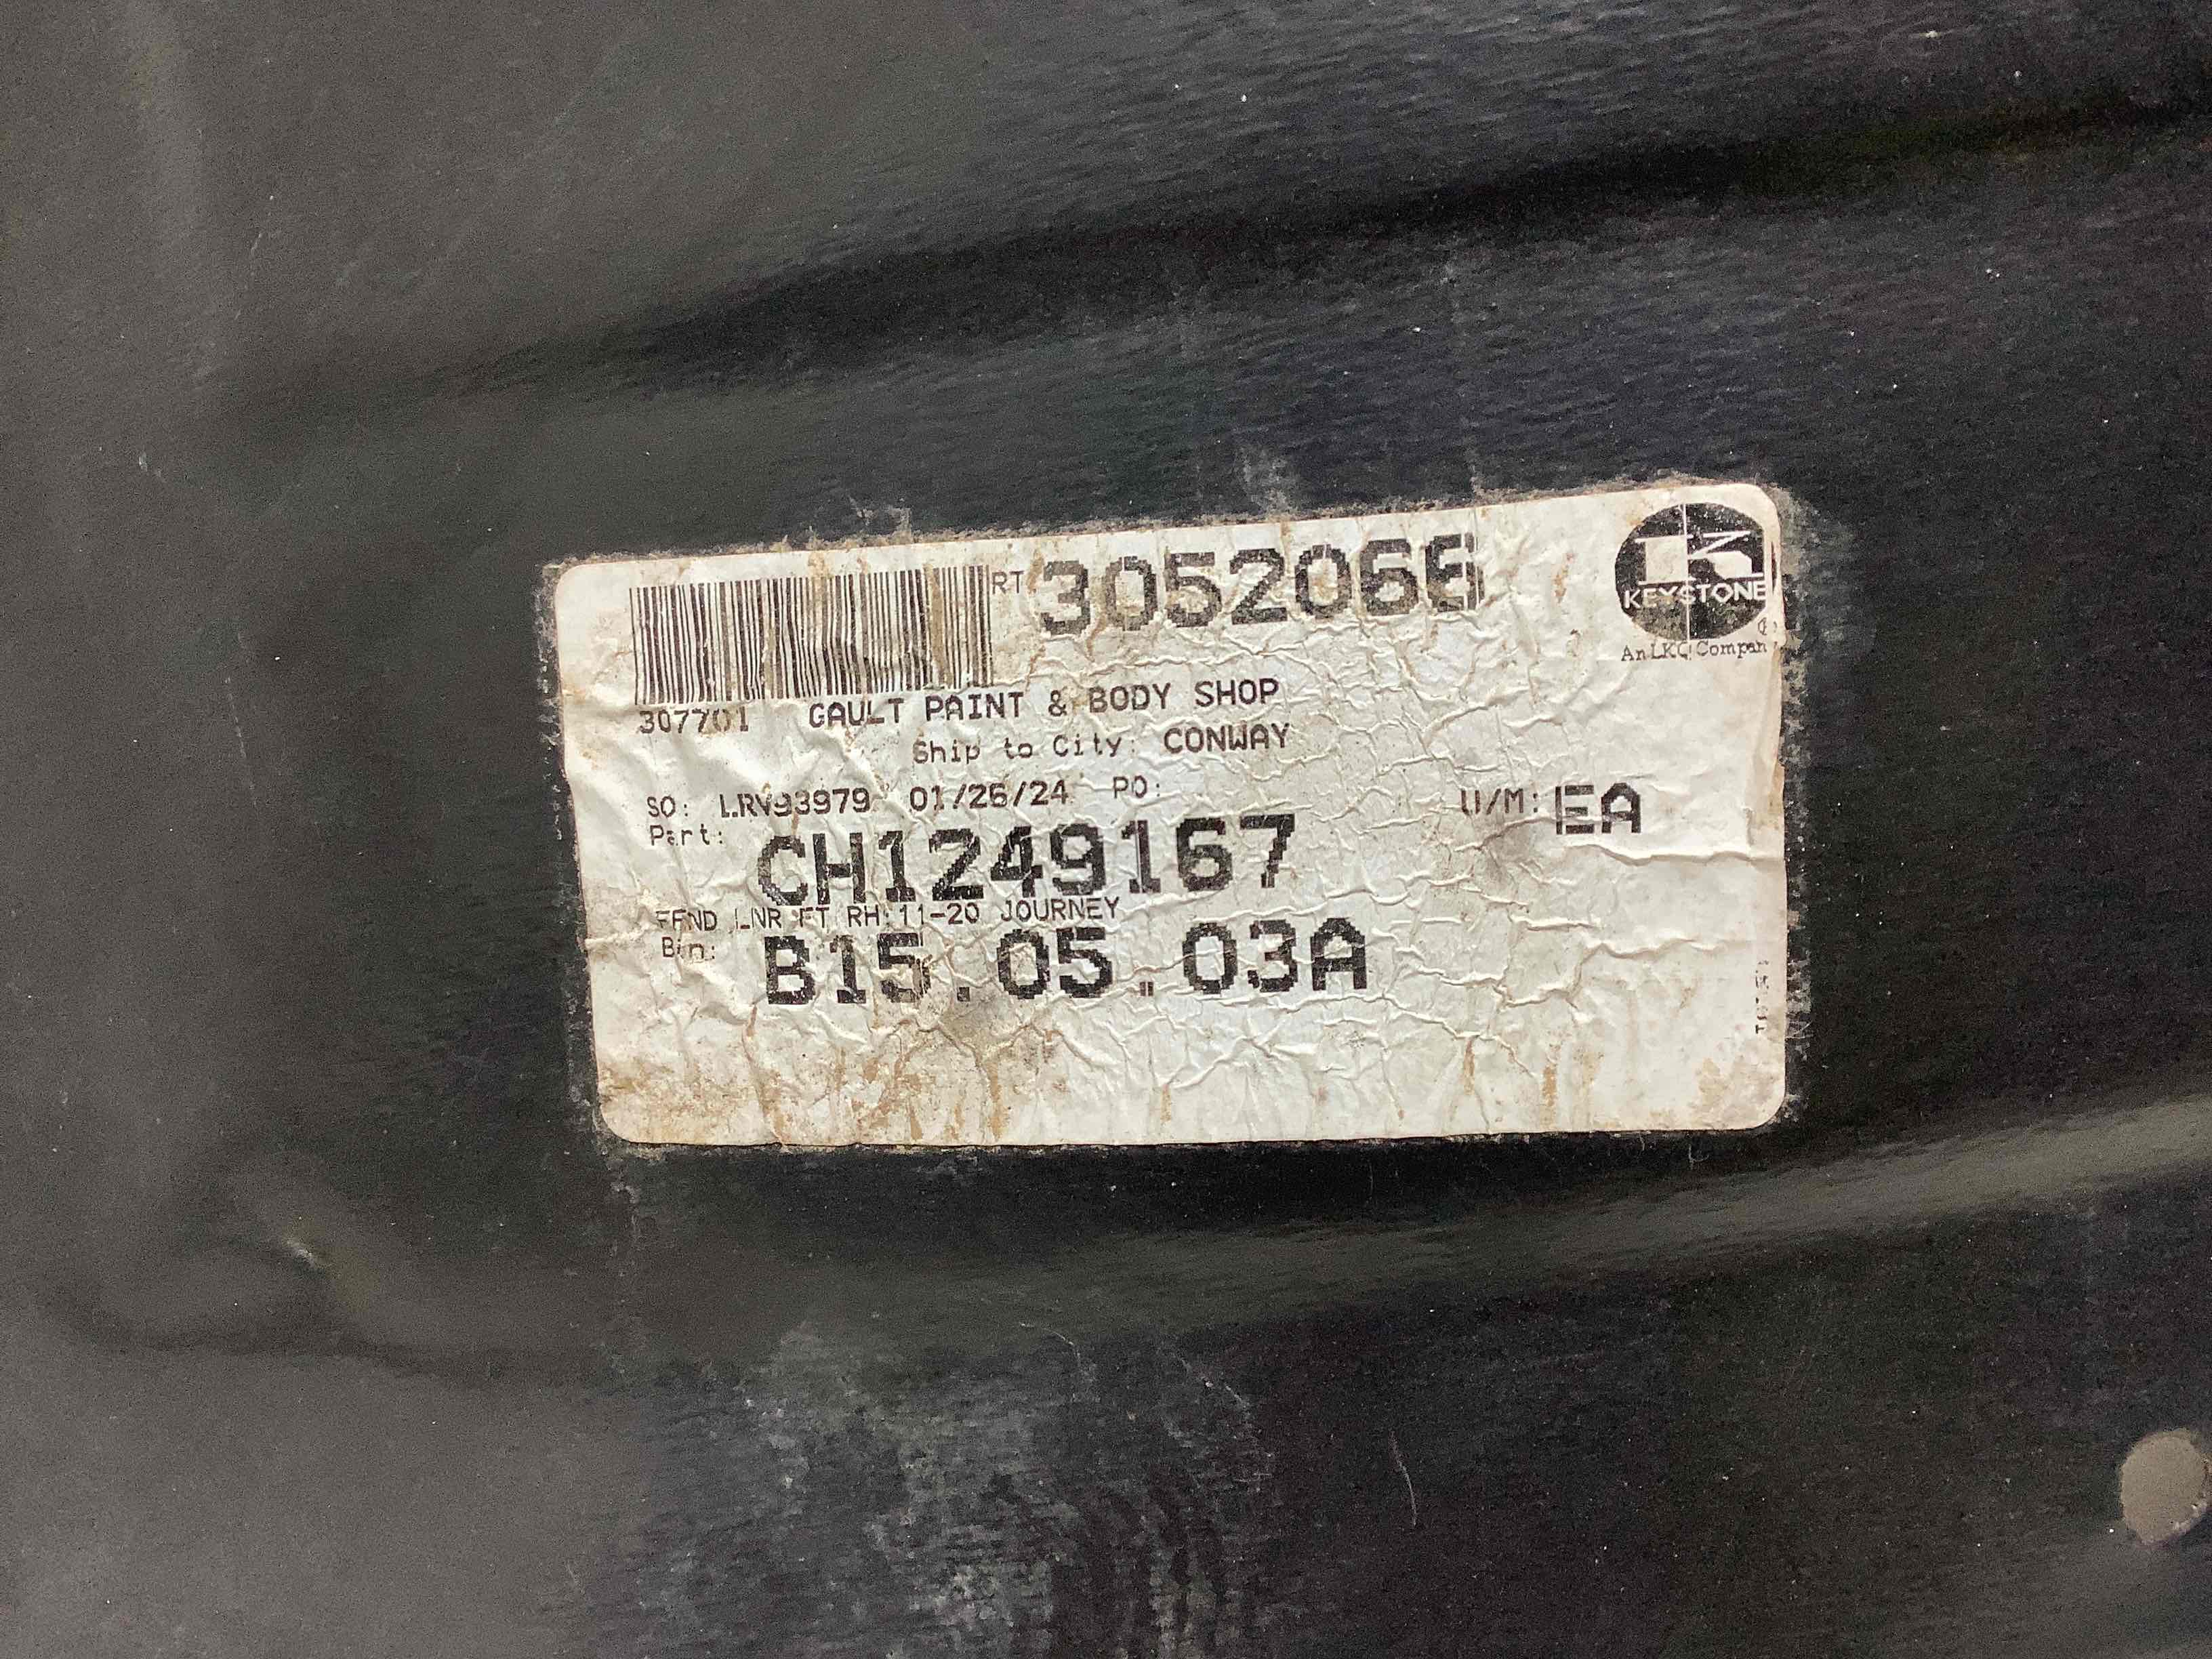 RT 3052066
KEYSTONE
An LKQ Company
307701 GAULT PAINT & BODY SHOP
Ship to City: CONWAY
SO: LRV93979 01/26/24 PO:
U/M: EA
Part: CH1249167
FEND LNR FT RH:11-20 JOURNEY
Bin: B15.05.03A